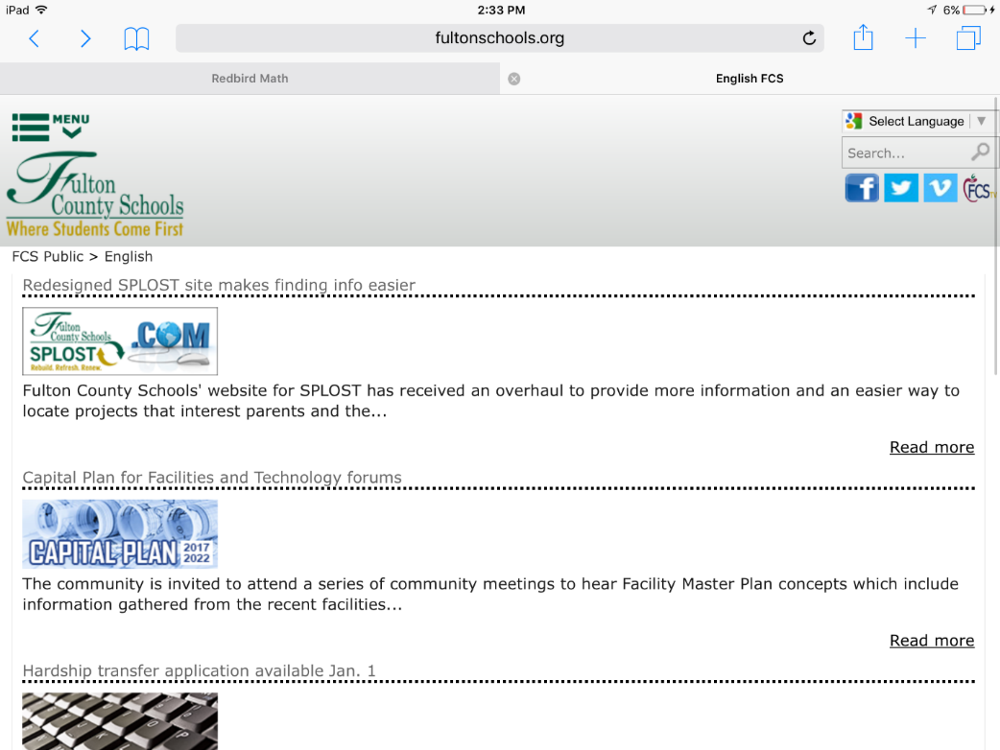 iPad 2:33 PM 6%
fultonschools.org
Redbird Math English FCS
MENU
Select Language ▼
Search...
Fulton
County Schools
Where Students Come First
f
FCS TV
FCS Public > English
Redesigned SPLOST site makes finding info easier
Fulton
County Schools
SPLOST
Rebuild. Refresh. Renew.
.COM
Fulton County Schools' website for SPLOST has received an overhaul to provide more information and an easier way to
locate projects that interest parents and the...
Read more
Capital Plan for Facilities and Technology forums
CAPITAL PLAN 2017
2022
The community is invited to attend a series of community meetings to hear Facility Master Plan concepts which include
information gathered from the recent facilities...
Read more
Hardship transfer application available Jan. 1